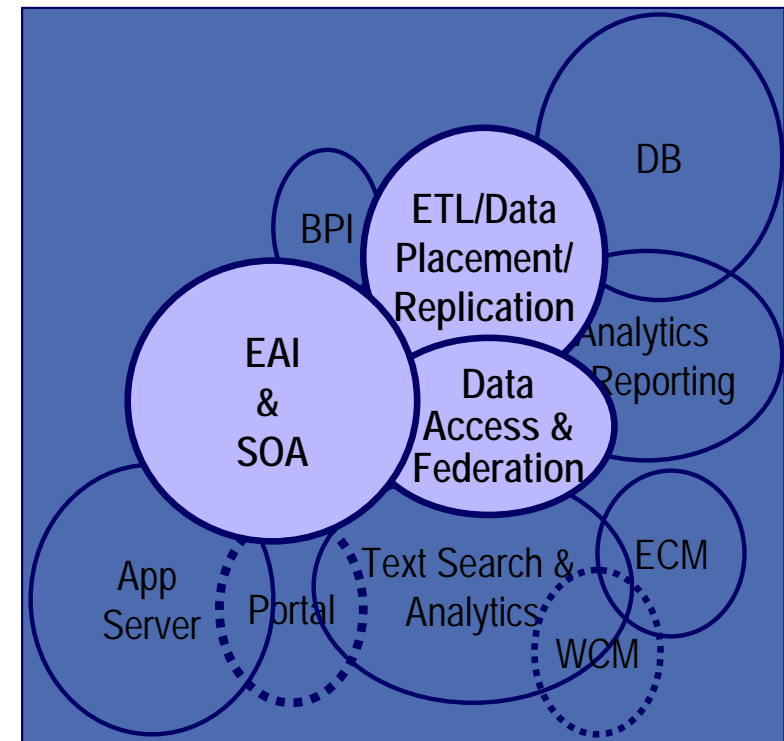 DB
BPI
ETL/Data
Placement/
Replication
Analytics
Reporting
EAI
&
SOA
Data
Access &
Federation
App
Server
Portal
Text Search &
Analytics
ECM
WCM